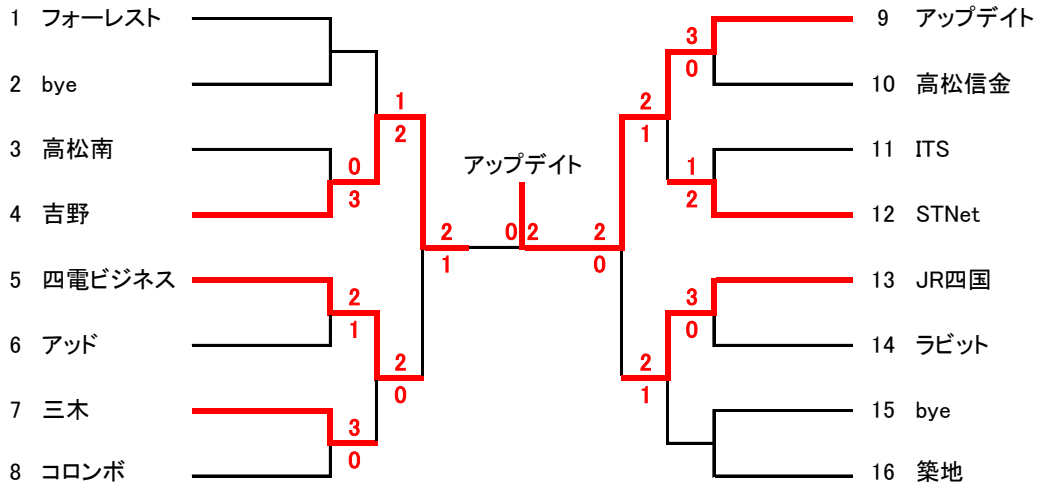 1 フォーレスト
2 bye
3 高松南
4 吉野
5 四電ビジネス
6 アッド
7 三木
8 コロンボ
1
2
0
3
2
1
2
0
3
0
2
1
アップデイト
0 2
2
0
2
1
3
0
1
2
3
0
2
1
9 アップデイト
10 高松信金
11 ITS
12 STNet
13 JR四国
14 ラビット
15 bye
16 築地